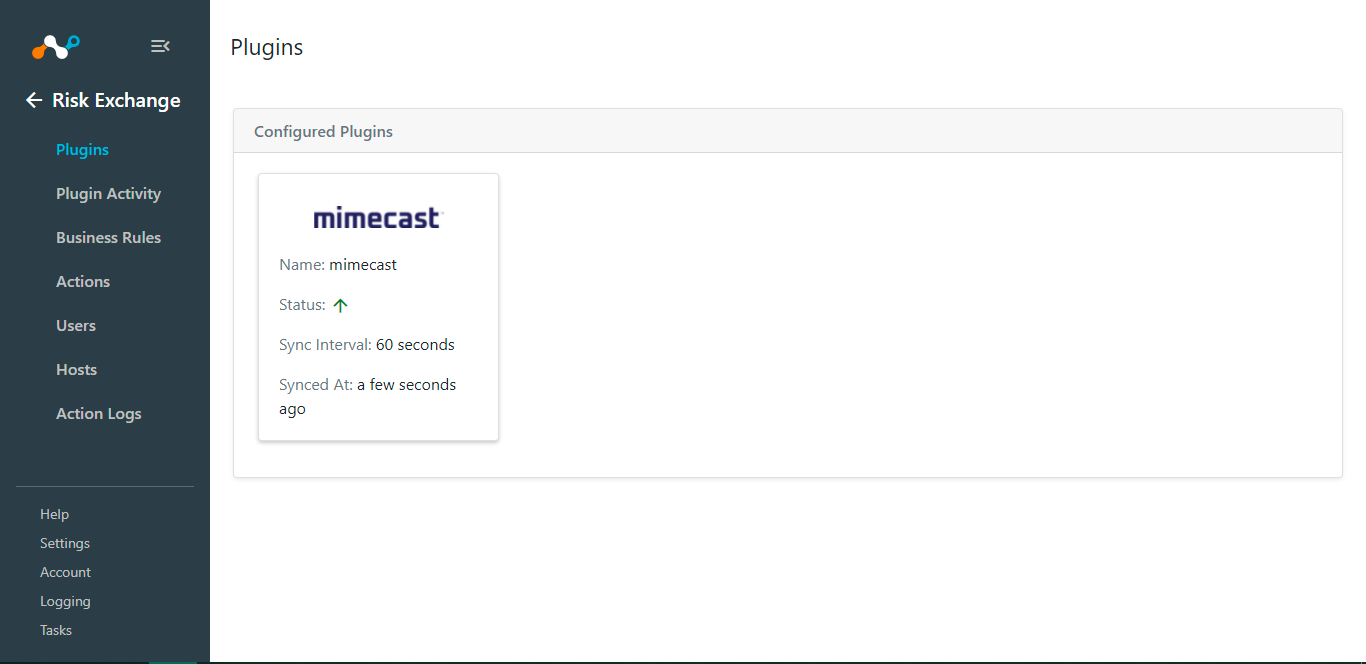 Risk Exchange
Plugins
Plugin Activity
Business Rules
Actions
Users
Hosts
Action Logs
Help
Settings
Account
Logging
Tasks
Plugins
Configured Plugins
mimecast
Name: mimecast
Status:
Sync Interval: 60 seconds
Synced At: a few seconds
ago